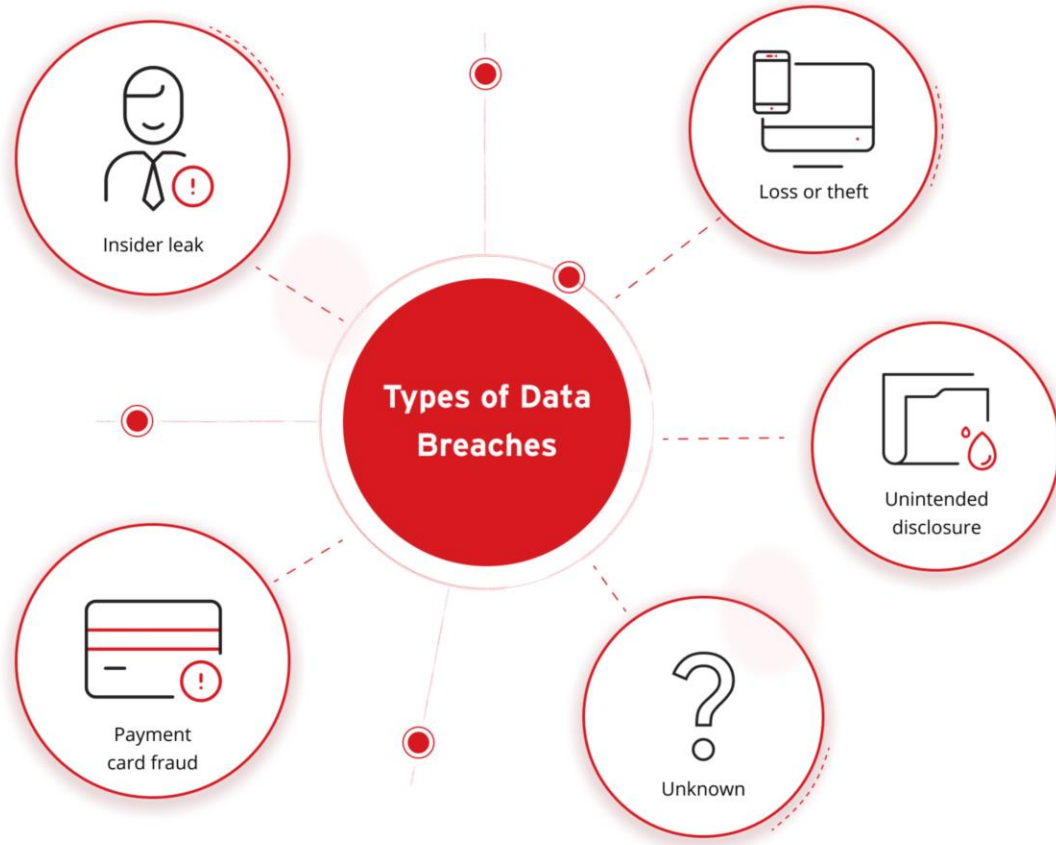 Insider leak
Loss or theft
Types of Data
Breaches
Unintended
disclosure
Payment
card fraud
Unknown